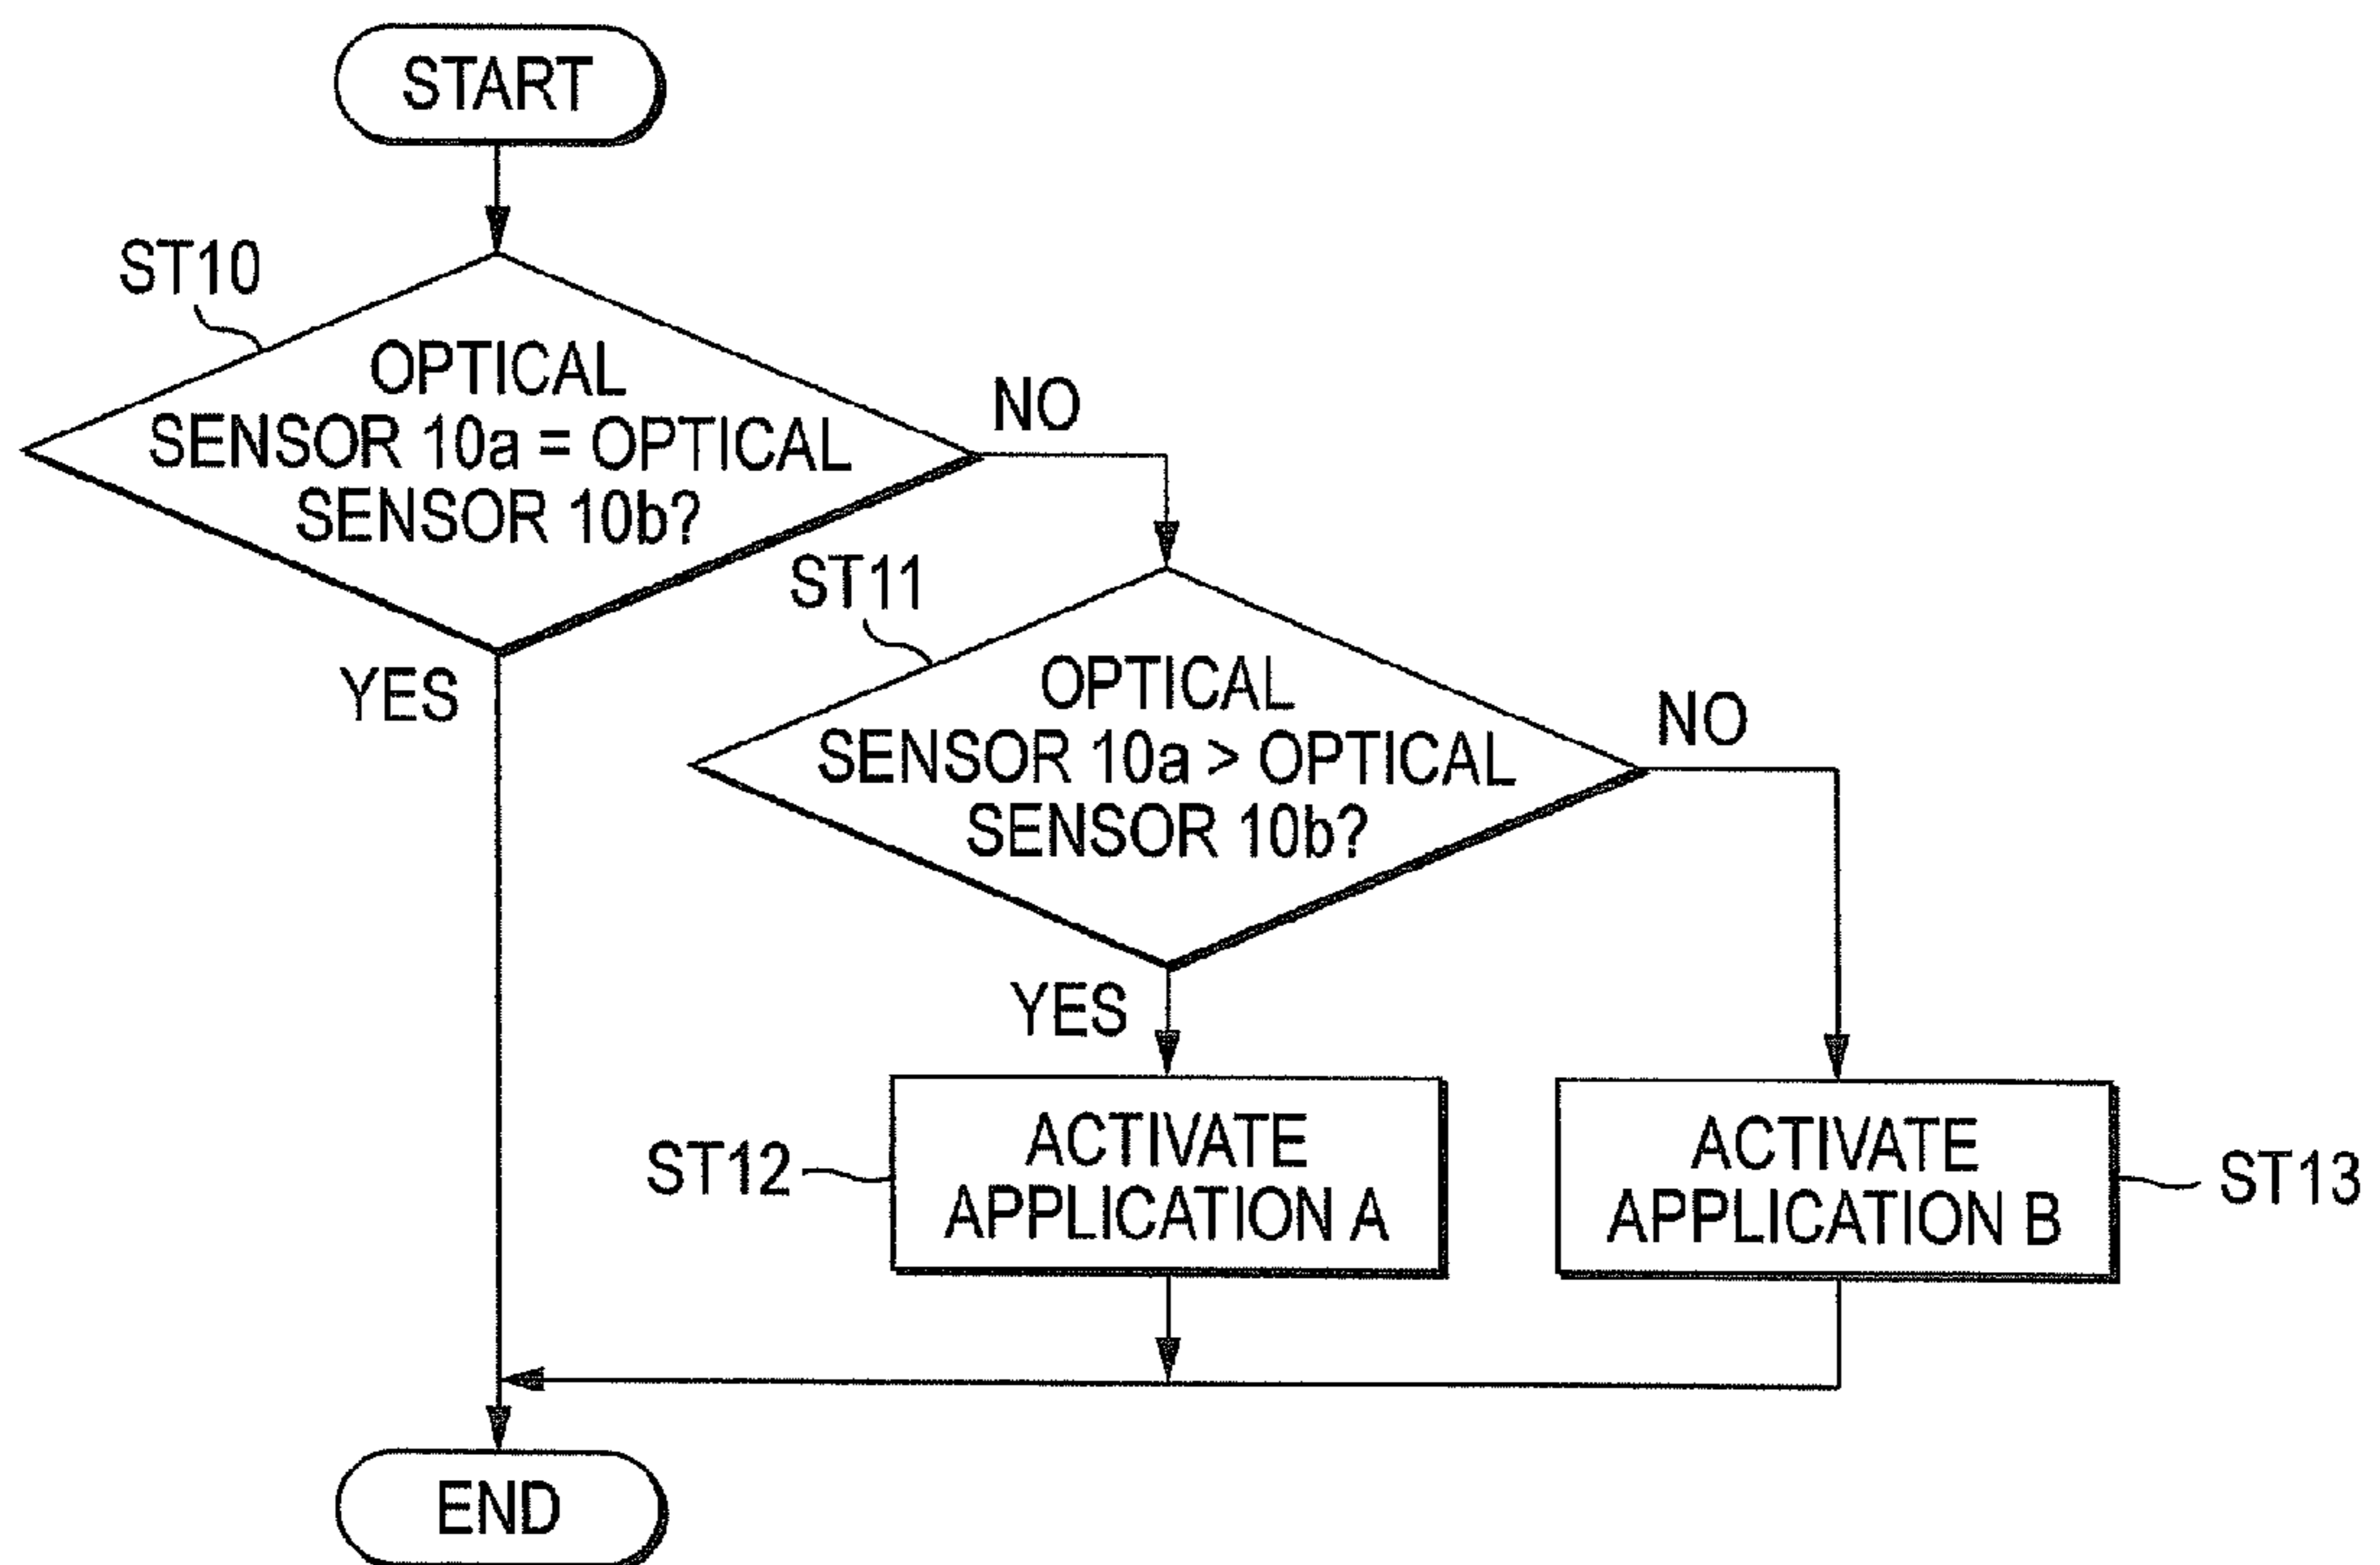 START
ST10
OPTICAL
SENSOR 10a = OPTICAL
SENSOR 10b?
NO
YES
ST11
OPTICAL
SENSOR 10a > OPTICAL
SENSOR 10b?
NO
YES
ST12
ACTIVATE
APPLICATION A
ACTIVATE
APPLICATION B
ST13
END